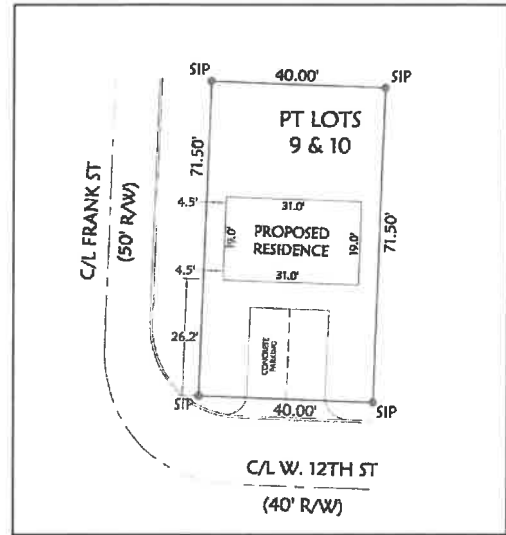 SIP
40.00'
SIP
PT LOTS
9 & 10
71.50'
C/L FRANK ST
(50' R/W)
4.5'
31.0'
19.0'
PROPOSED
RESIDENCE
19.0'
71.50'
4.5'
31.0'
26.2'
CONCRETE
PARKING
SIP
40.00'
SIP
C/L W. 12TH ST
(40' R/W)